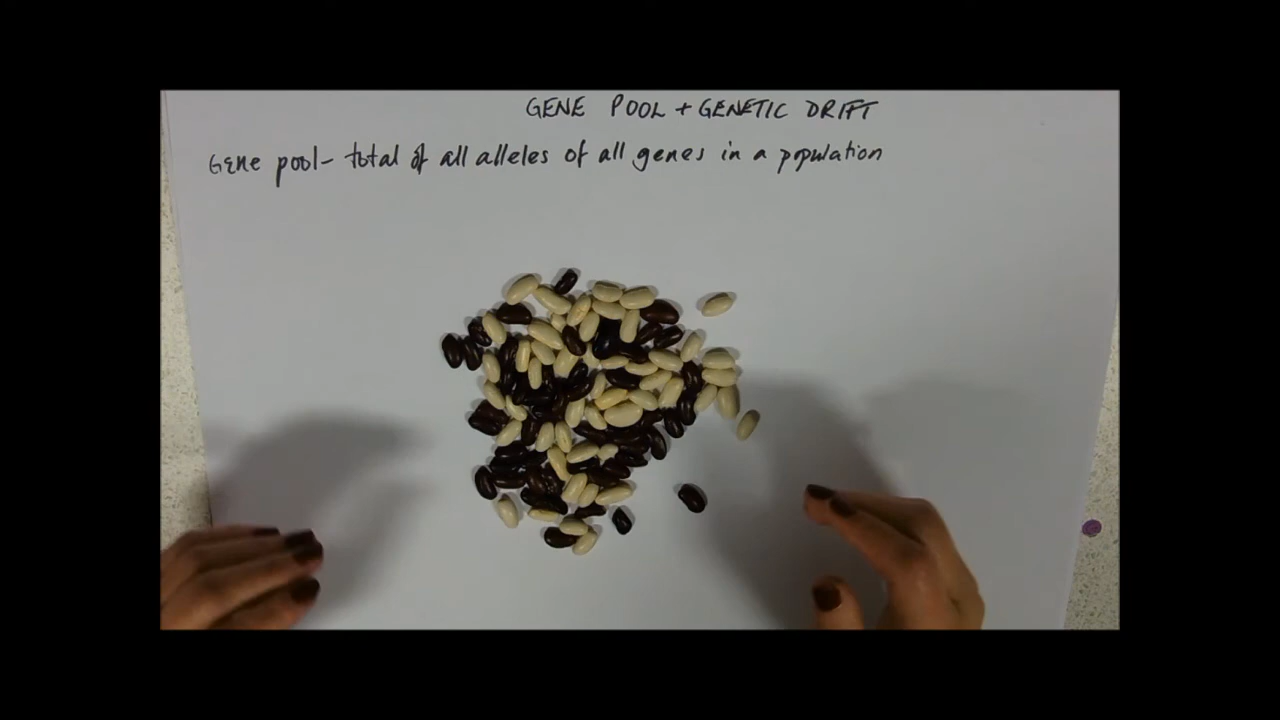 GENE POOL + GENETIC DRIFT
Gene pool- total of all alleles of all genes in a population